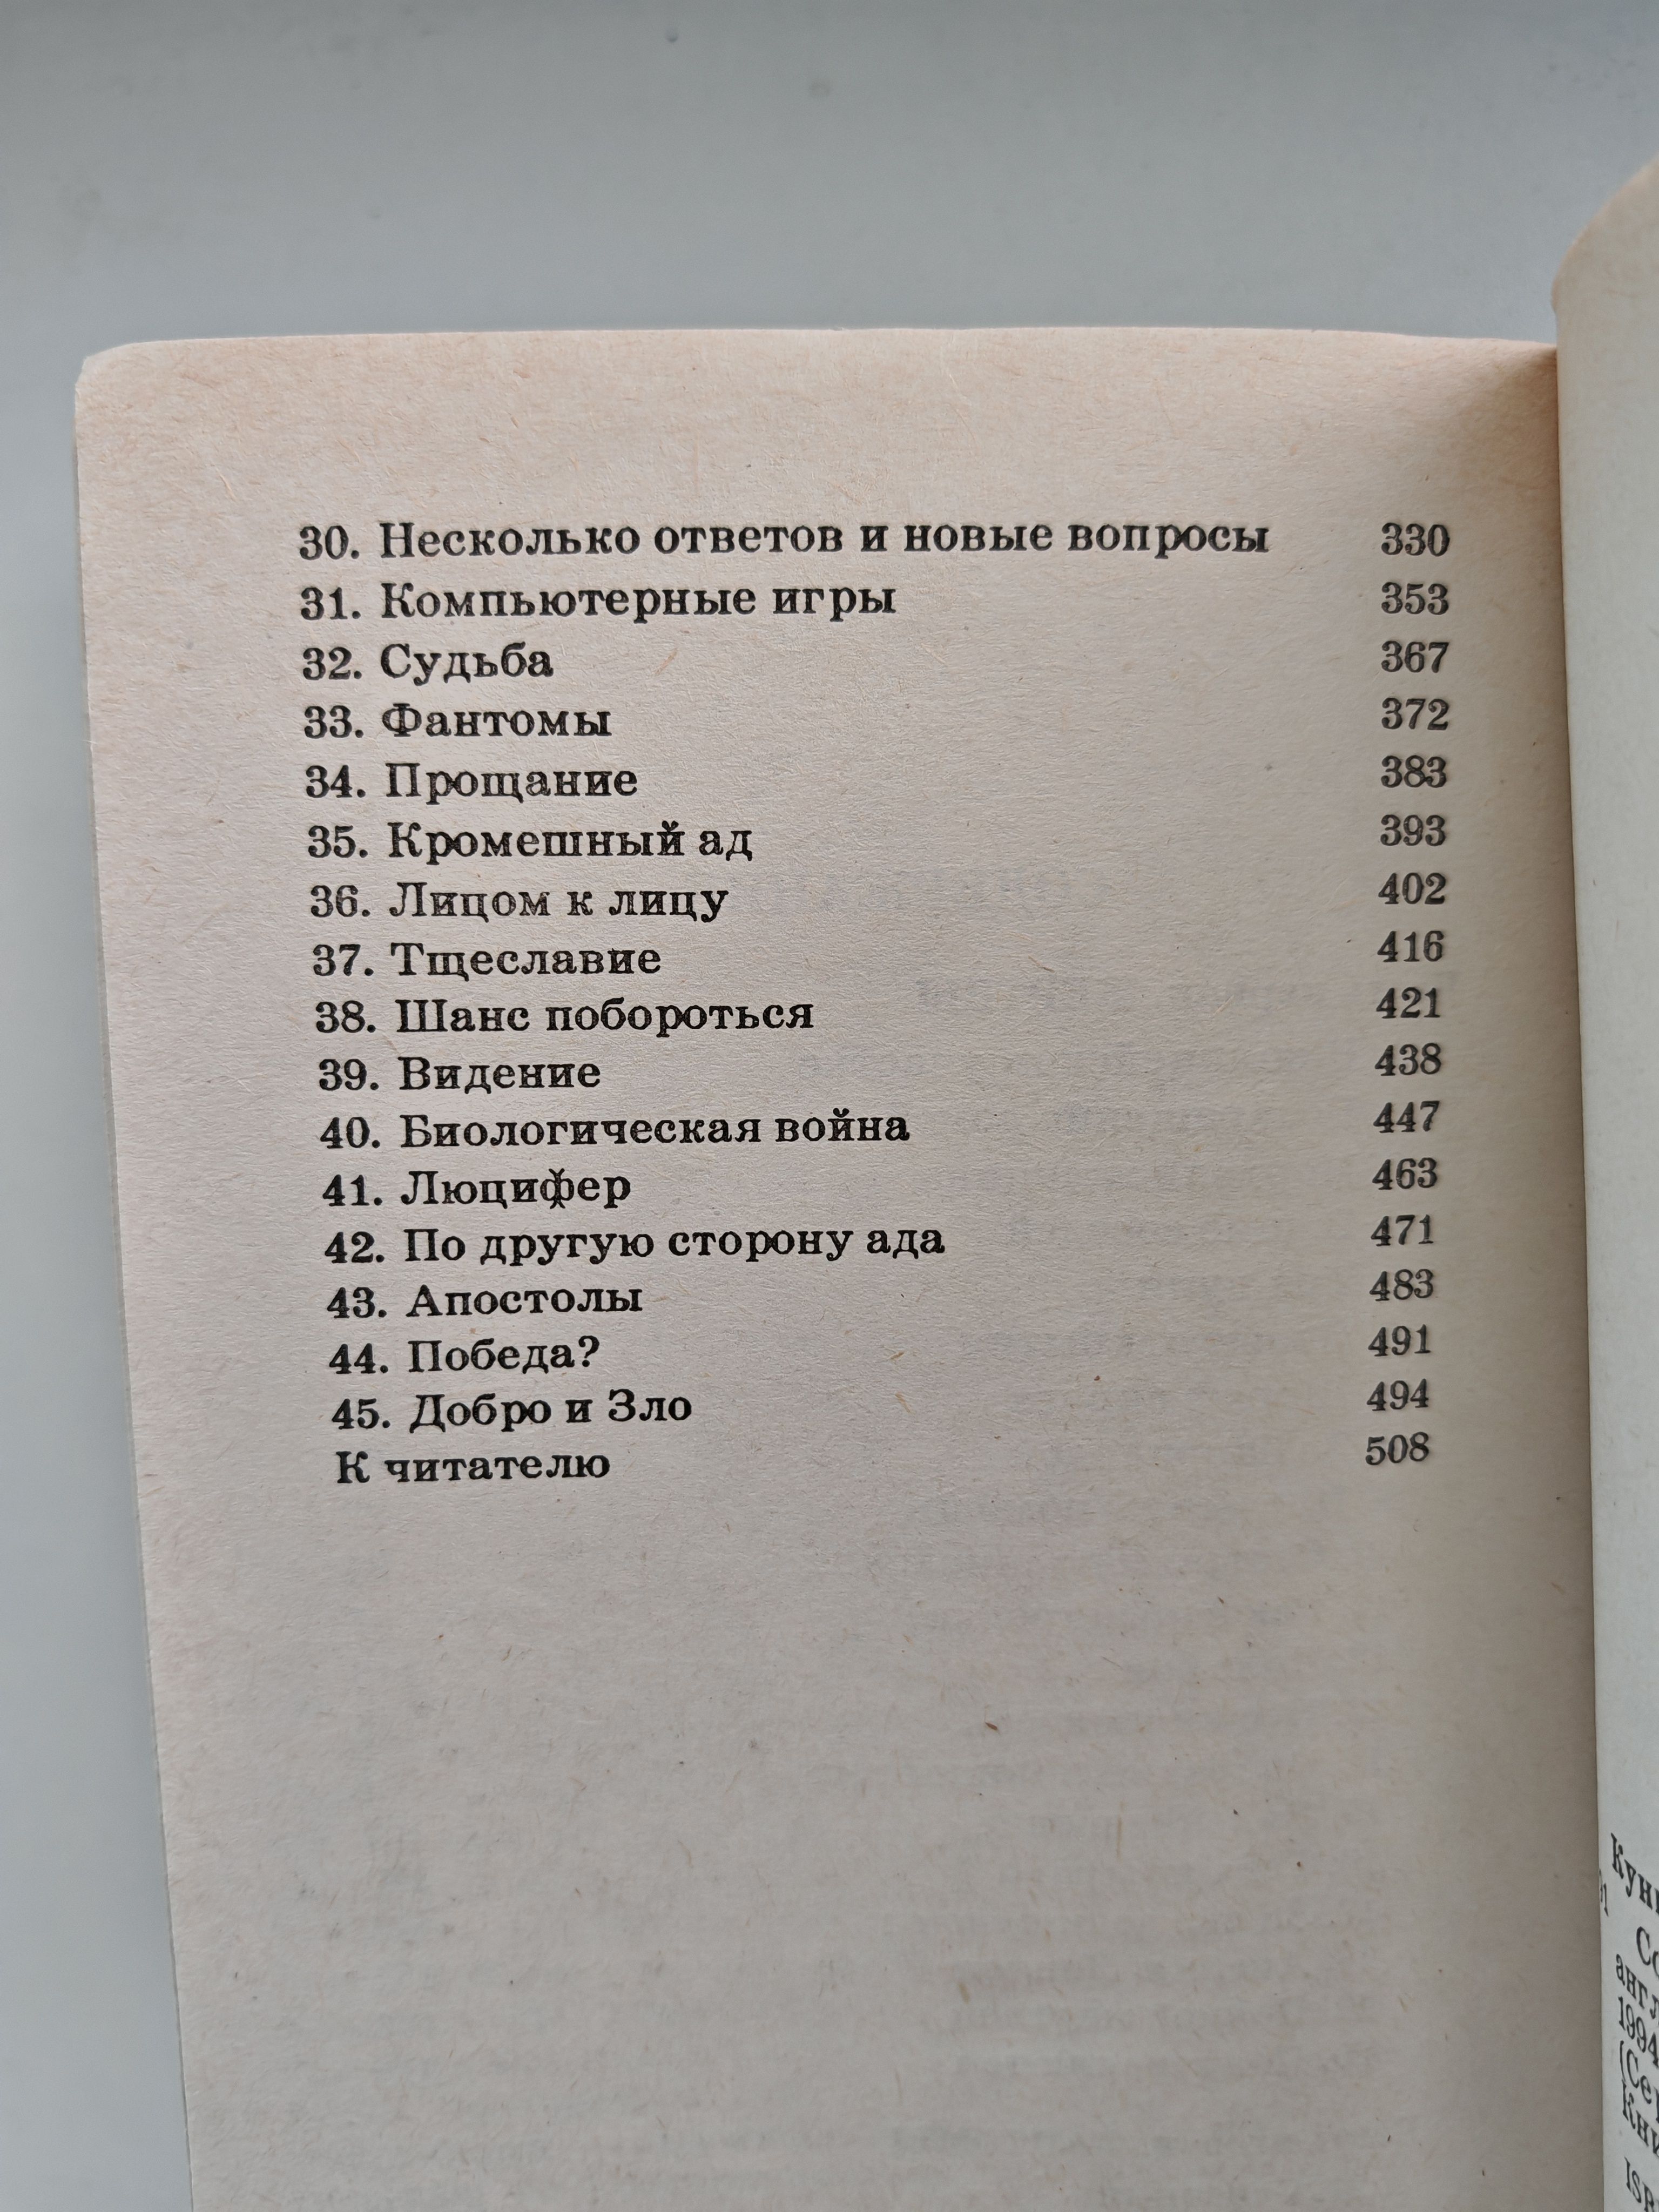 30. Несколько ответов и новые вопросы 330
31. Компьютерные игры 353
32. Судьба 367
33. Фантомы 372
34. Прощание 383
35. Кромешный ад 393
36. Лицом к лицу 402
37. Тщеславие 416
38. Шанс побороться 421
39. Видение 438
40. Биологическая война 447
41. Люцифер 463
42. По другую сторону ада 471
43. Апостолы 483
44. Победа? 491
45. Добро и Зло 494
К читателю 508